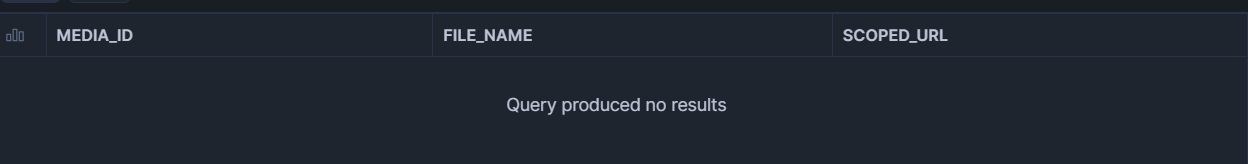 MEDIA_ID FILE_NAME SCOPED_URL
Query produced no results